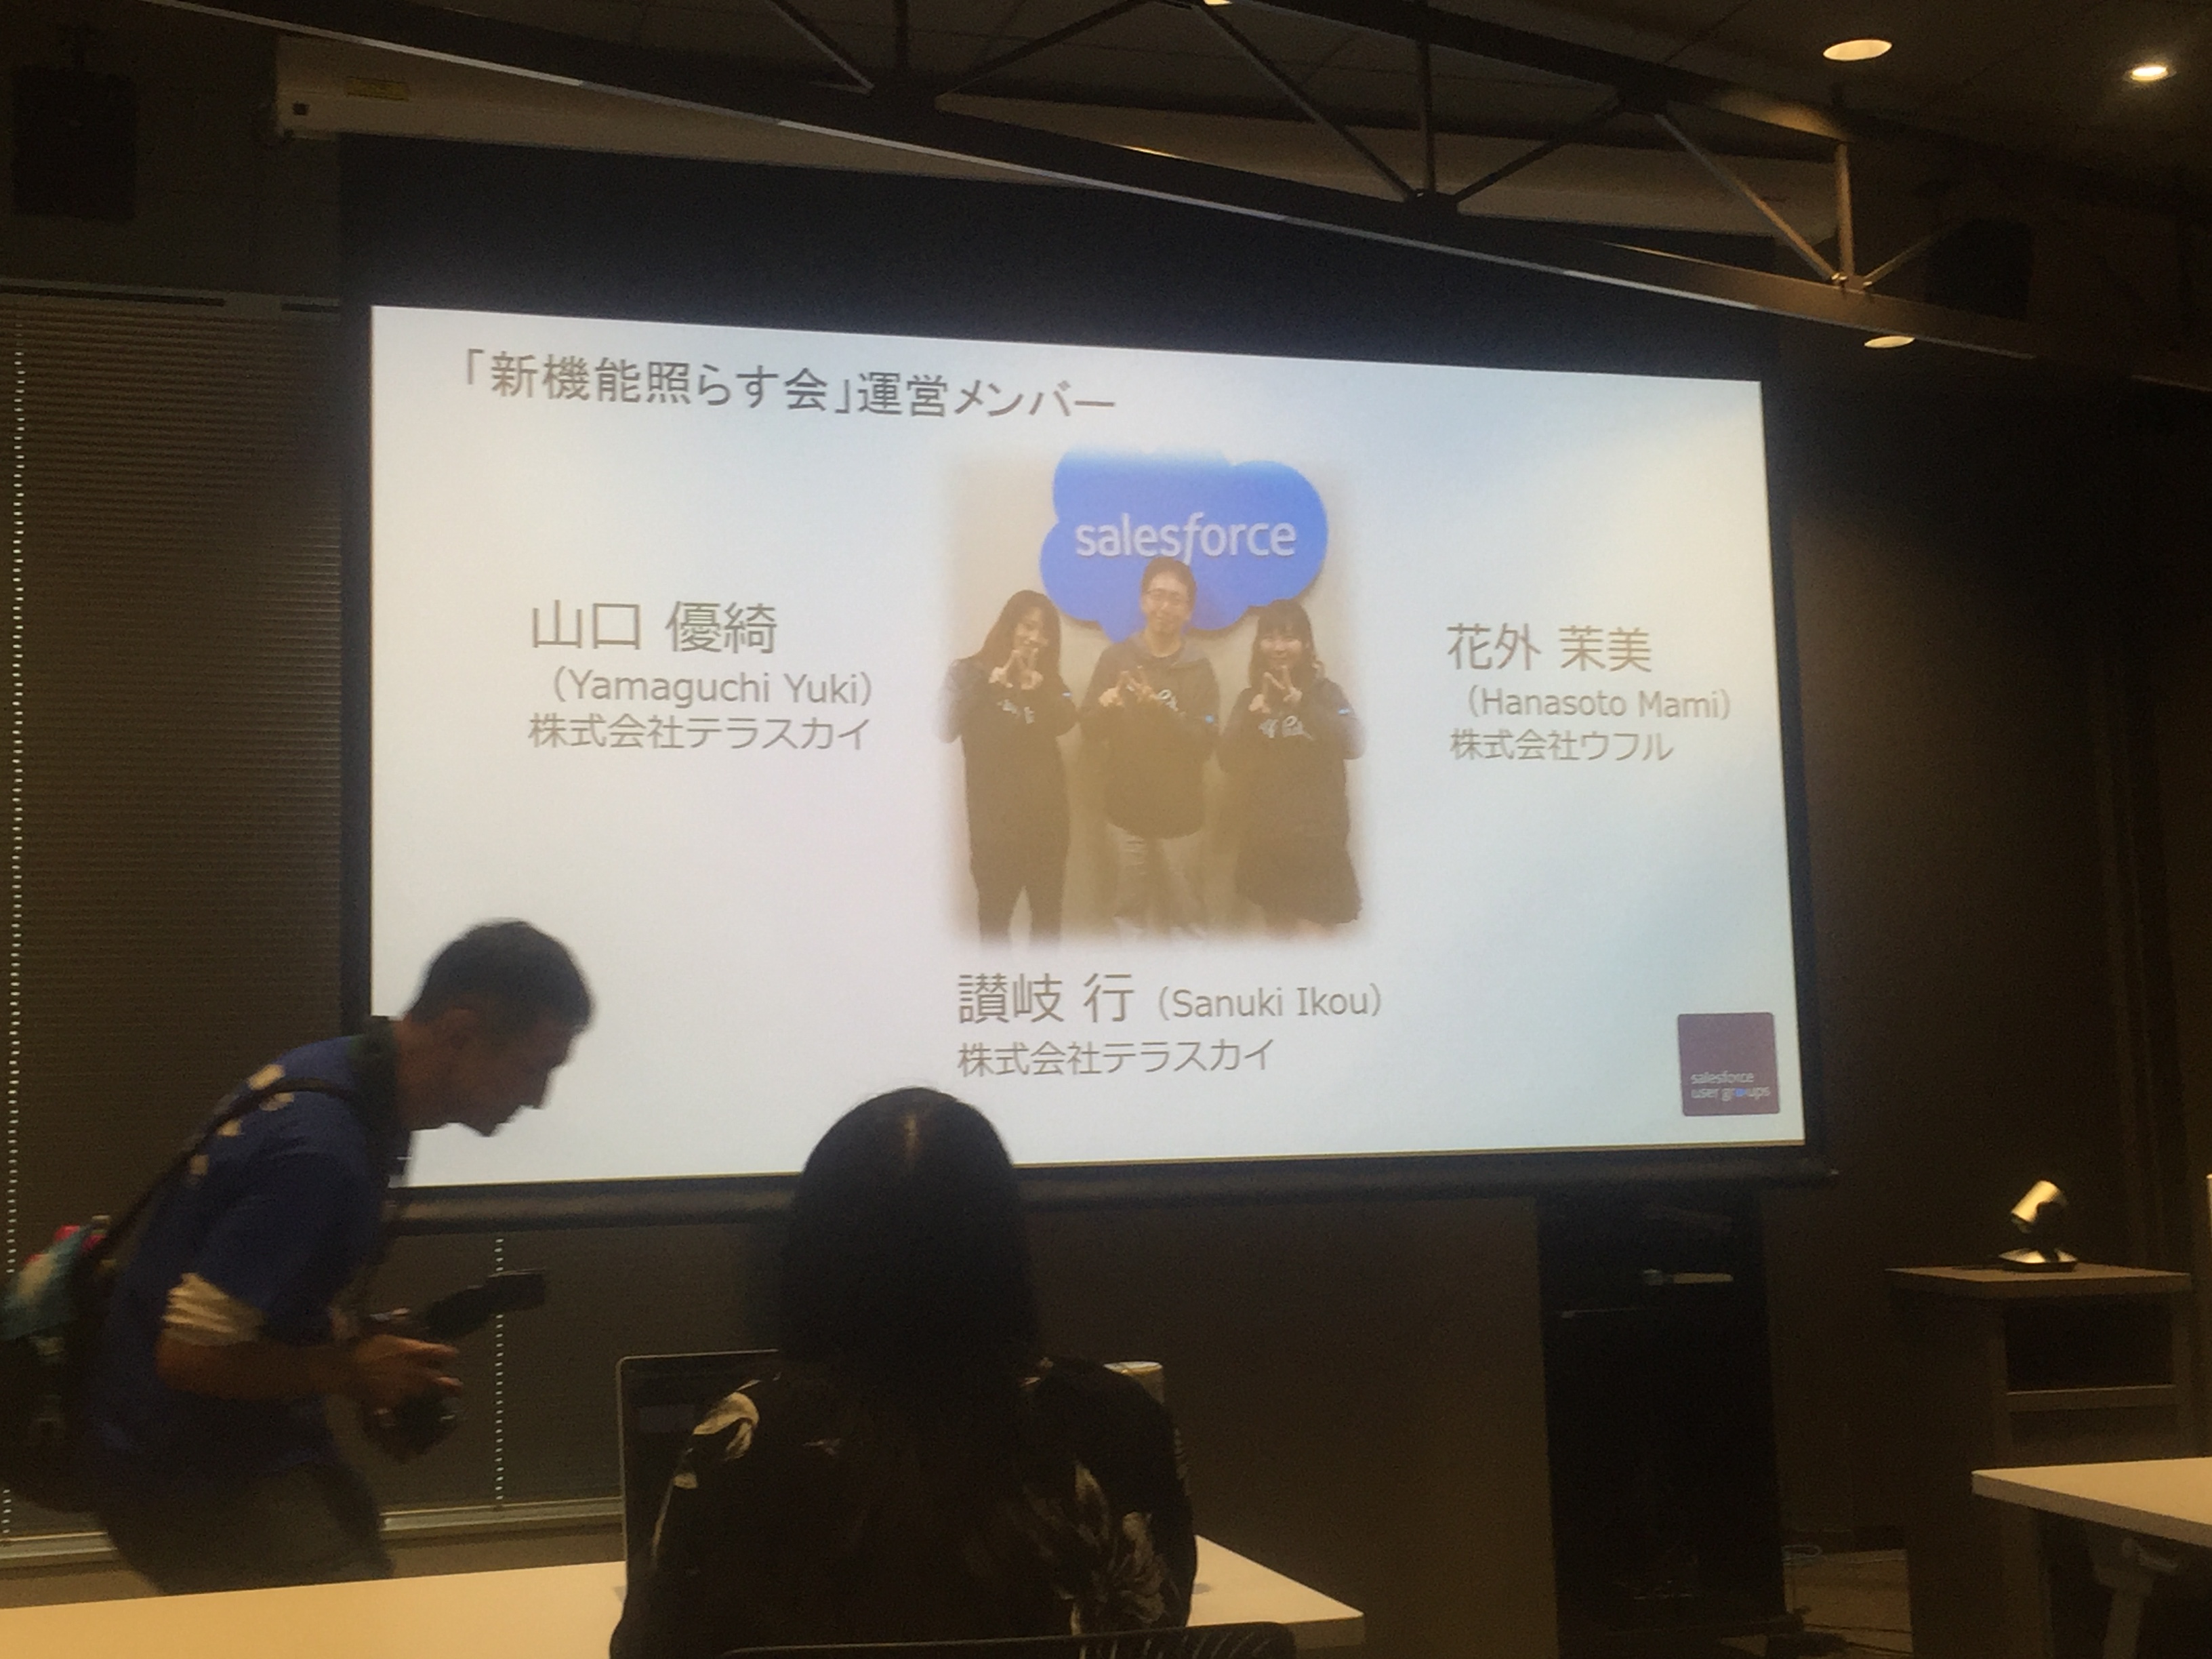 「新機能照らす会」運営メンバー
salesforce
山口 優綺
（Yamaguchi Yuki）
株式会社テラスカイ
花外 茉美
（Hanasoto Mami）
株式会社ウフル
讃岐 行（Sanuki Ikou）
株式会社テラスカイ
salesforce
user groups